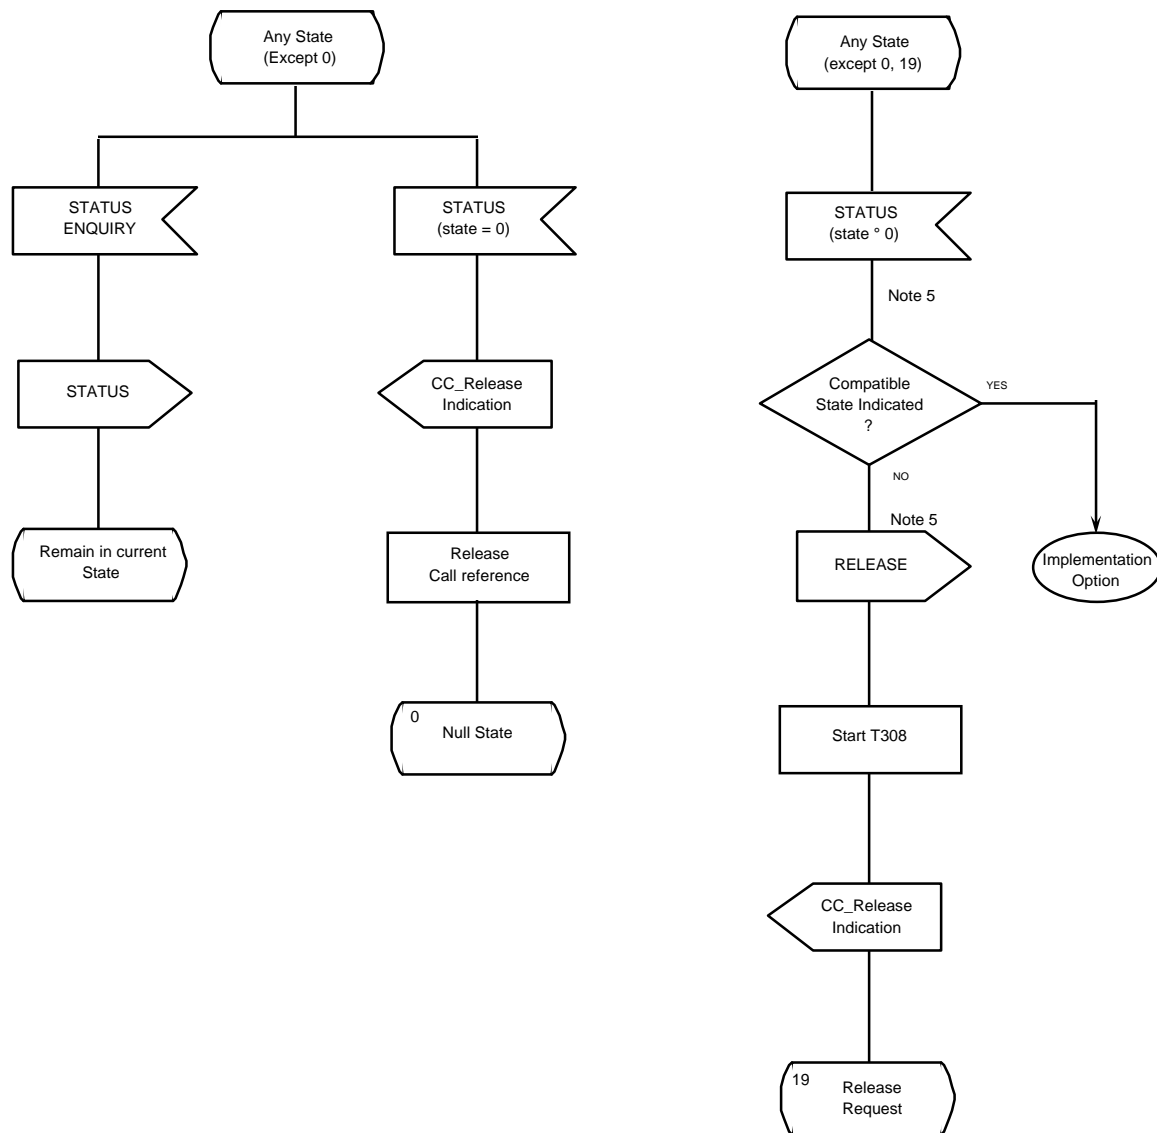 Any State
(Except 0)
STATUS
ENQUIRY
STATUS
(state = 0)
STATUS
CC_Release
Indication
Remain in current
State
Release
Call reference
0
Null State
Any State
(except 0, 19)
STATUS
(state ° 0)
Note 5
Compatible
State Indicated
?
YES
NO
Note 5
RELEASE
Implementation
Option
Start T308
CC_Release
Indication
19
Release
Request